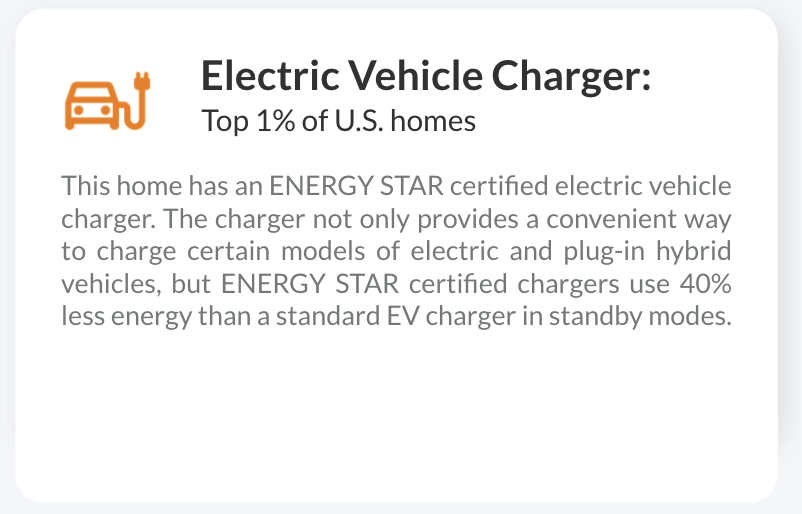 Electric Vehicle Charger:
Top 1% of U.S. homes
This home has an ENERGY STAR certified electric vehicle
charger. The charger not only provides a convenient way
to charge certain models of electric and plug-in hybrid
vehicles, but ENERGY STAR certified chargers use 40%
less energy than a standard EV charger in standby modes.